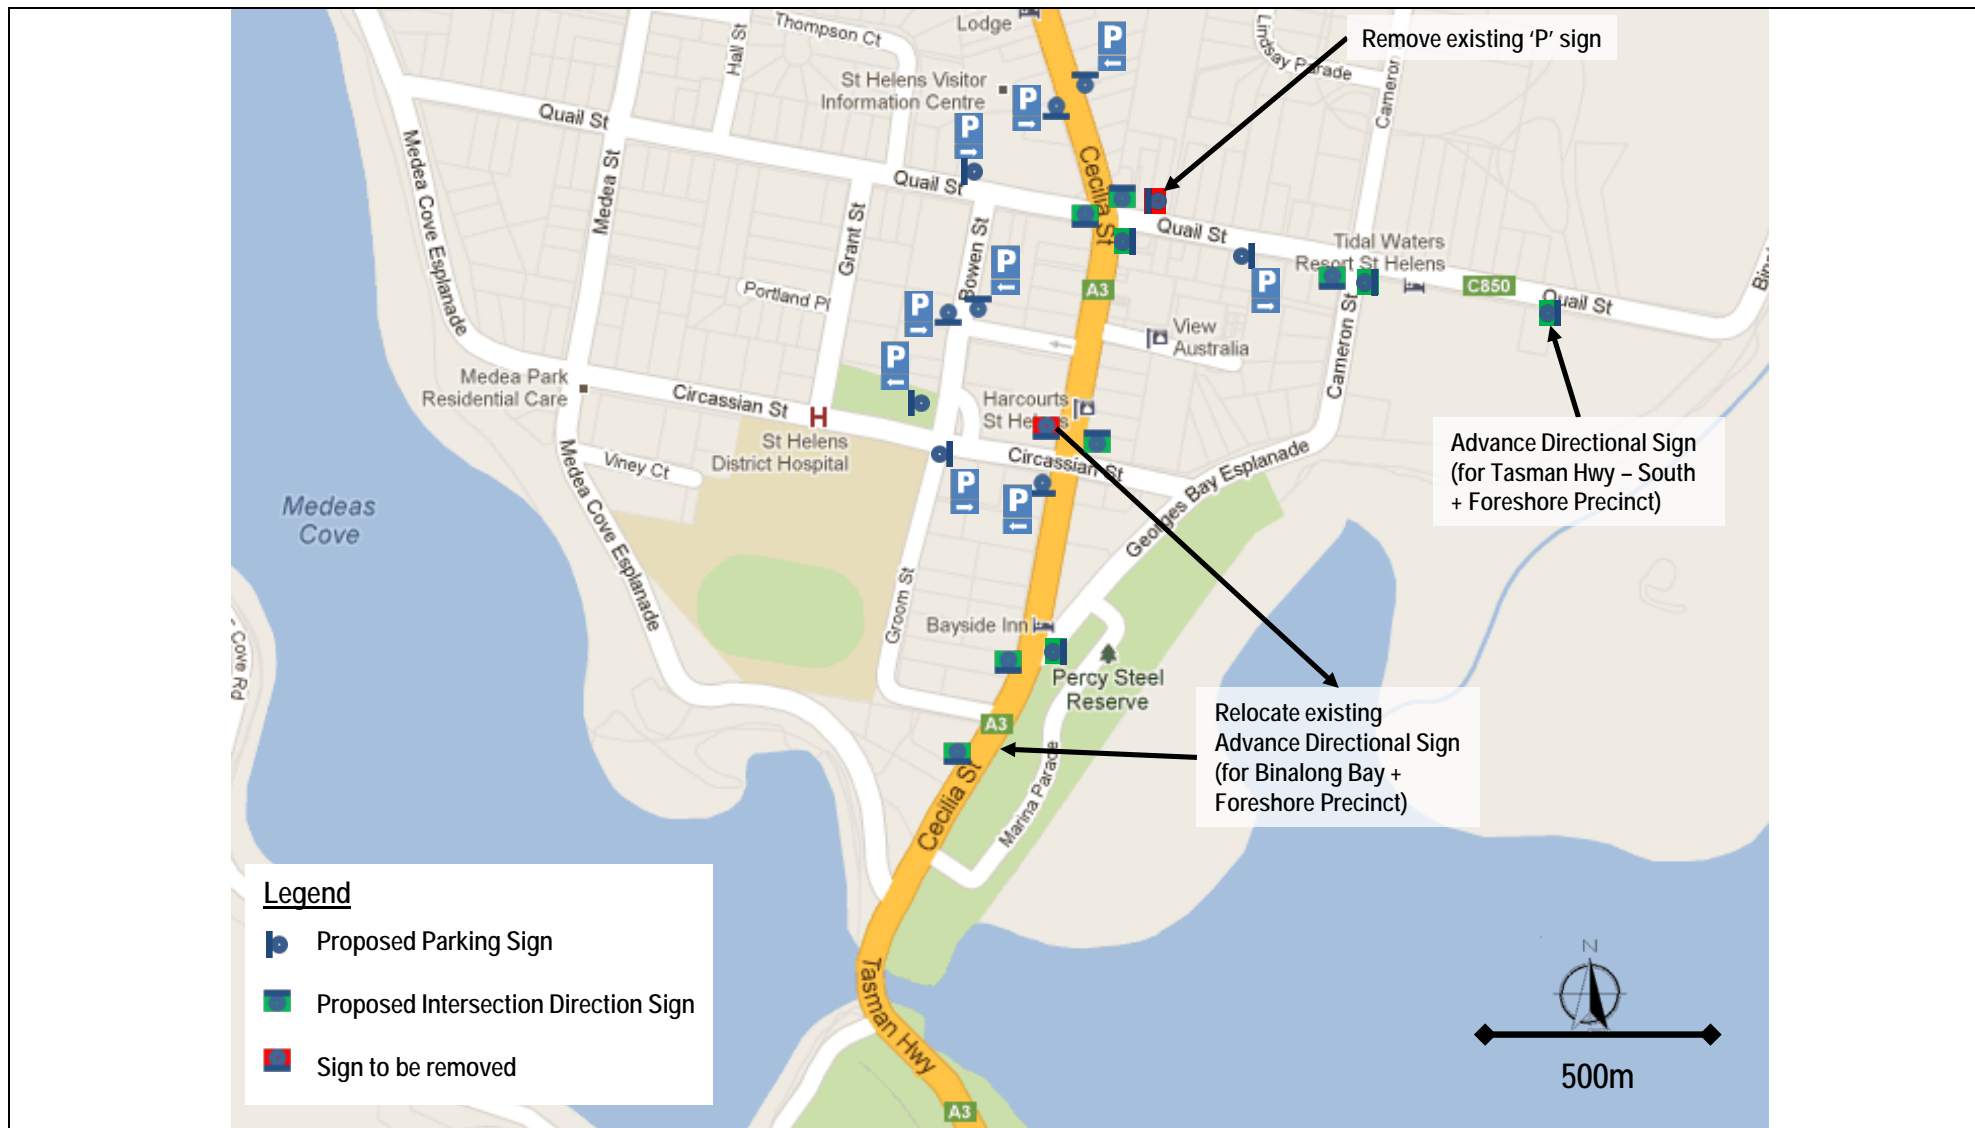 Lodge
Thompson Ct
Hall St
St Helens Visitor
Information Centre
P
P
P
Remove existing ‘P’ sign
Lindsay Parade
Cameron
Quail St
Medea Cove Esplanade
Medea St
Quail St
Cecilia St
Quail St
Grant St
Bowen St
Portland Pl
P
P
P
A3
P
Tidal Waters
Resort St Helens
C850
Quail St
View
Australia
Cameron St
Medea Park
Residential Care
Circassian St
H
St Helens
District Hospital
Harcourts
St Helens
Circassian St
Viney Ct
P
P
Georges Bay Esplanade
Advance Directional Sign
(for Tasman Hwy – South
+ Foreshore Precinct)
Medeas
Cove
Medea Cove Esplanade
Groom St
Bayside Inn
Percy Steel
Reserve
Cove Rd
A3
Marina Parade
Cecilia St
Relocate existing
Advance Directional Sign
(for Binalong Bay +
Foreshore Precinct)
Legend
Proposed Parking Sign
Proposed Intersection Direction Sign
Sign to be removed
Tasman Hwy
A3
N
500m